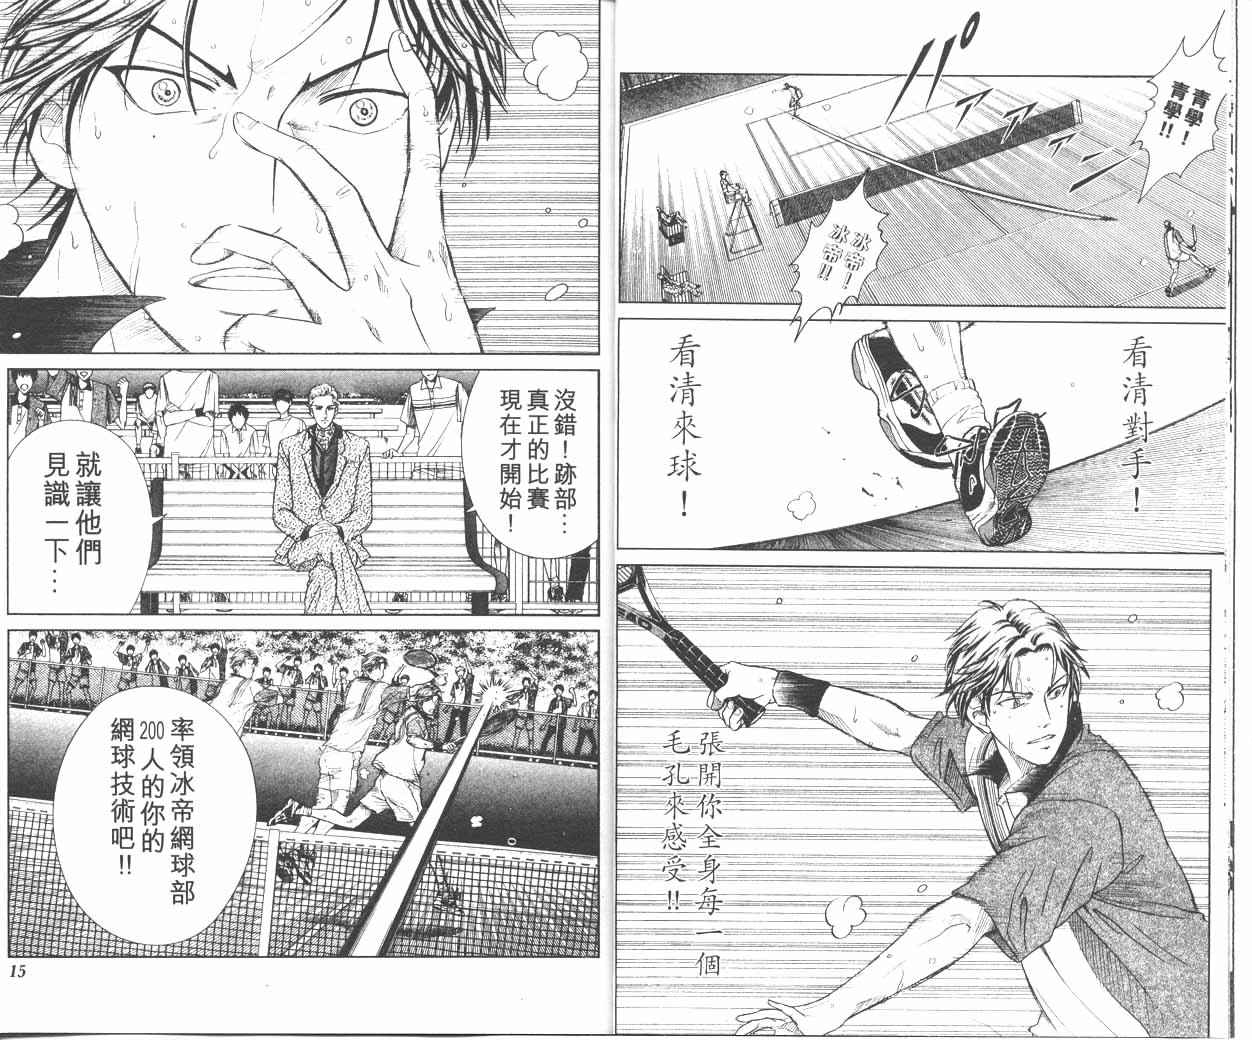 青學！
青學！！
冰帝！
冰帝！！
看清對手！
看清來球！
張開你全身每一個
毛孔來感受！！
沒錯！跡部…
真正的比賽
現在才開始！
就讓他們
見識一下…
率領冰帝網球部
200人的你的
網球技術吧！！
15